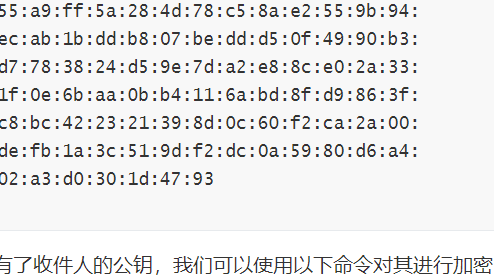 55:a9:ff:5a:28:4d:78:c5:8a:e2:55:9b:94:
ec:ab:1b:dd:b8:07:be:dd:d5:0f:49:90:b3:
d7:78:38:24:d5:9e:7d:a2:e8:8c:e0:2a:33:
1f:0e:6b:aa:0b:b4:11:6a:bd:8f:d9:86:3f:
c8:bc:42:23:21:39:8d:0c:60:f2:ca:2a:00:
de:fb:1a:3c:51:9d:f2:dc:0a:59:80:d6:a4:
02:a3:d0:30:1d:47:93
有了收件人的公钥，我们可以使用以下命令对其进行加密